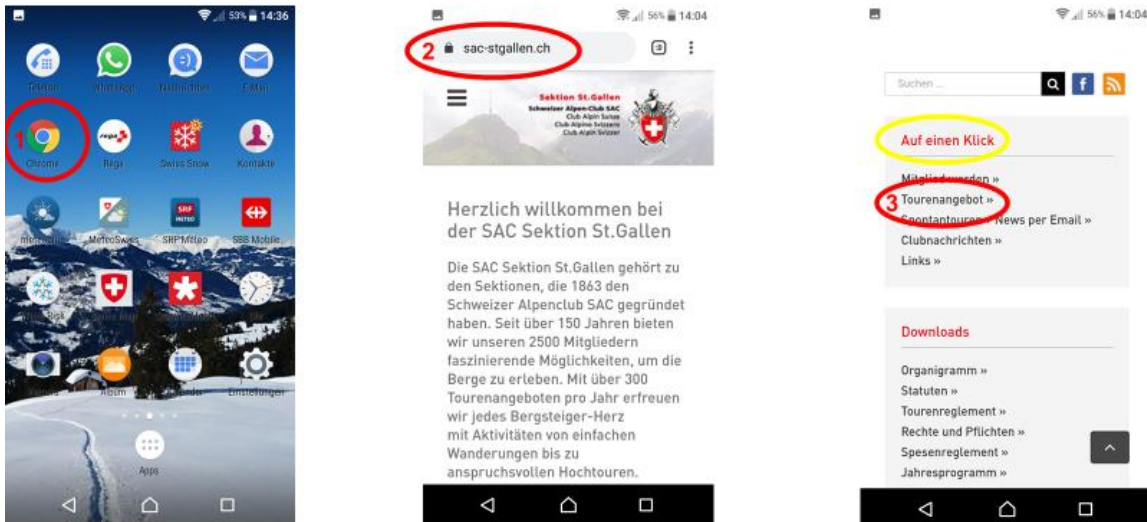 53% 14:36
Telefon WhatsApp Nachrichten E-Mail
1
Chrome Rega Swiss Snow Kontakte
rega
SRF
METEO
MeteoSwiss SRF Meteo SBB Mobile
Uhr
Album Einstellungen
Apps
56% 14:04
2 sac-stgallen.ch
Sektion St.Gallen
Schweizer Alpen-Club SAC
Club Alpin Suisse
Club Alpino Svizzero
Club Alpin Svizzer
Herzlich willkommen bei
der SAC Sektion St.Gallen
Die SAC Sektion St.Gallen gehört zu
den Sektionen, die 1863 den
Schweizer Alpenclub SAC gegründet
haben. Seit über 150 Jahren bieten
wir unseren 2500 Mitgliedern
faszinierende Möglichkeiten, um die
Berge zu erleben. Mit über 300
Tourenangeboten pro Jahr erfreuen
wir jedes Bergsteiger-Herz
mit Aktivitäten von einfachen
Wanderungen bis zu
anspruchsvollen Hochtouren.
56% 14:04
Suchen ...
Auf einen Klick
Mitglied werden »
3 Tourenangebot »
Spontantouren / News per Email »
Clubnachrichten »
Links »
Downloads
Organigramm »
Statuten »
Tourenreglement »
Rechte und Pflichten »
Spesenreglement »
Jahresprogramm »